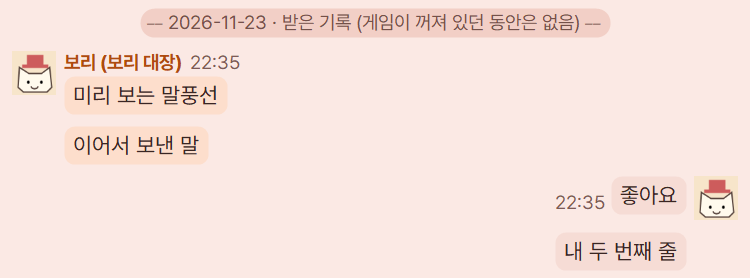 — 2026-11-23 · 받은 기록 (게임이 꺼져 있던 동안은 없음) —
보리 (보리 대장) 22:35
미리 보는 말풍선
이어서 보낸 말
22:35 좋아요
내 두 번째 줄